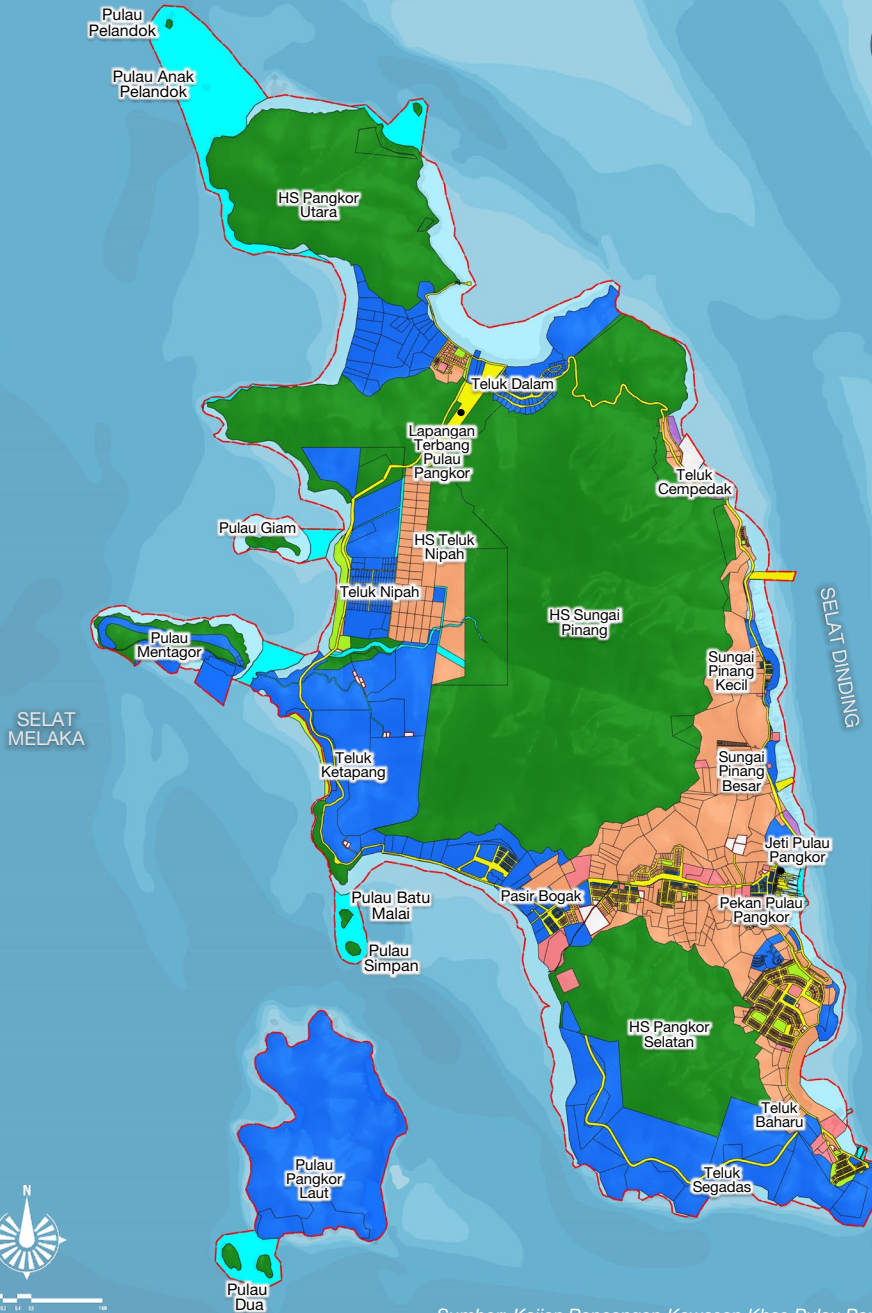 Pulau
Pelandok
Pulau Anak
Pelandok
HS Pangkor
Utara
Teluk Dalam
Lapangan
Terbang
Pulau
Pangkor
Teluk
Cempedak
Pulau Giam
HS Teluk
Nipah
Teluk Nipah
HS Sungai
Pinang
Pulau
Mentagor
Sungai
Pinang
Kecil
SELAT DINDING
SELAT
MELAKA
Teluk
Ketapang
Sungai
Pinang
Besar
Jeti Pulau
Pangkor
Pulau Batu
Malai
Pasir Bogak
Pekan Pulau
Pangkor
Pulau
Simpan
HS Pangkor
Selatan
Teluk
Baharu
Pulau
Pangkor
Laut
Teluk
Segadas
N
Pulau
Dua